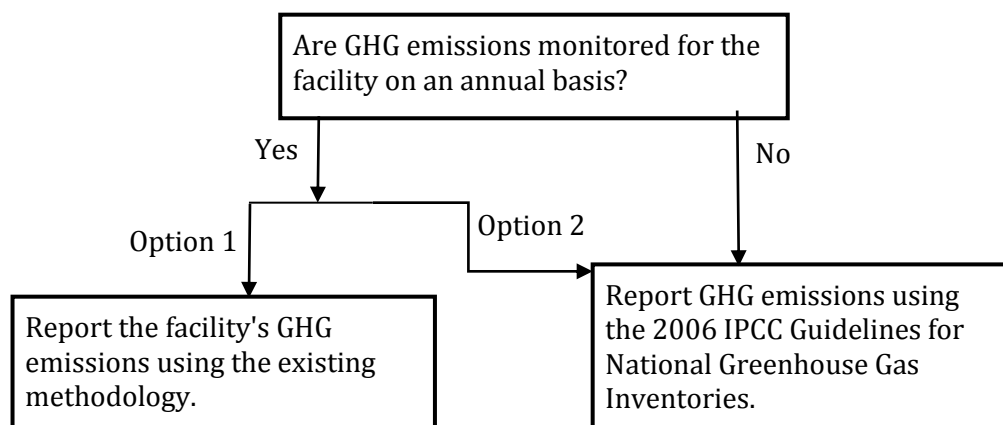 Are GHG emissions monitored for the
facility on an annual basis?
Yes
No
Option 1
Option 2
Report the facility's GHG
emissions using the existing
methodology.
Report GHG emissions using
the 2006 IPCC Guidelines for
National Greenhouse Gas
Inventories.